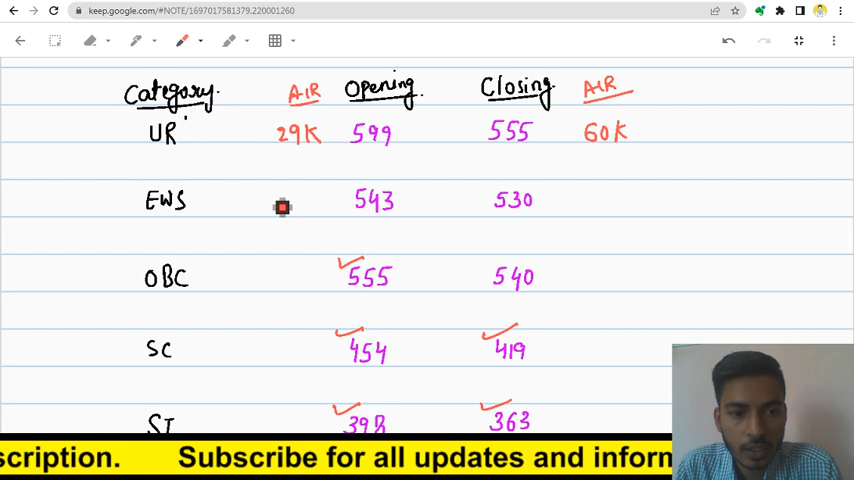 keep.google.com/#NOTE/1697017581379.220001260
Category. AIR Opening. Closing. AIR
UR 29K 599 555 60K
EWS 543 530
OBC 555 540
SC 454 419
ST 398 363
scription. Subscribe for all updates and inform